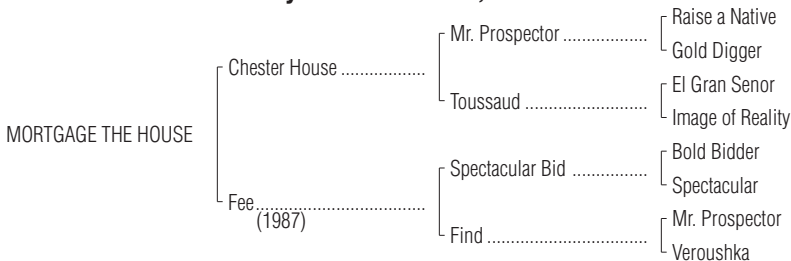 Raise a Native
Mr. Prospector ..................
Gold Digger
Chester House ..................
El Gran Senor
Toussaud ..........................
Image of Reality
MORTGAGE THE HOUSE
Bold Bidder
Spectacular Bid ................
Spectacular
Fee....................................
(1987)
Mr. Prospector
Find ..................................
Veroushka